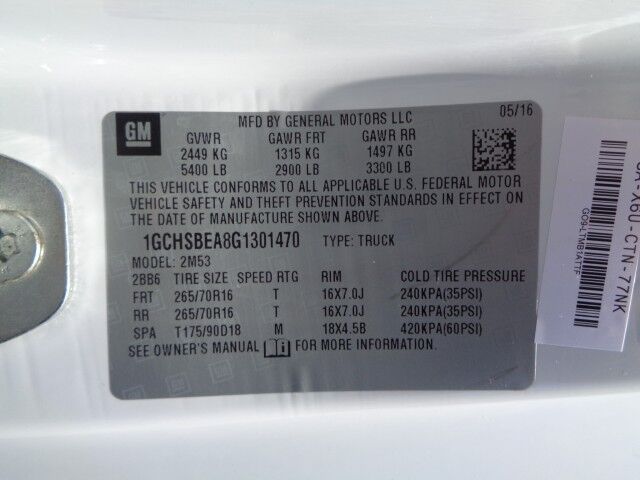 GM
MFD BY GENERAL MOTORS LLC 05/16
GVWR GAWR FRT GAWR RR
2449 KG 1315 KG 1497 KG
5400 LB 2900 LB 3300 LB
THIS VEHICLE CONFORMS TO ALL APPLICABLE U.S. FEDERAL MOTOR
VEHICLE SAFETY AND THEFT PREVENTION STANDARDS IN EFFECT ON
THE DATE OF MANUFACTURE SHOWN ABOVE.
1GCHSBEA8G1301470 TYPE: TRUCK
MODEL: 2M53
2BB6 TIRE SIZE SPEED RTG RIM COLD TIRE PRESSURE
FRT 265/70R16 T 16X7.0J 240KPA(35PSI)
RR 265/70R16 T 16X7.0J 240KPA(35PSI)
SPA T175/90D18 M 18X4.5B 420KPA(60PSI)
SEE OWNER'S MANUAL FOR MORE INFORMATION.
X60-CTN-77NK